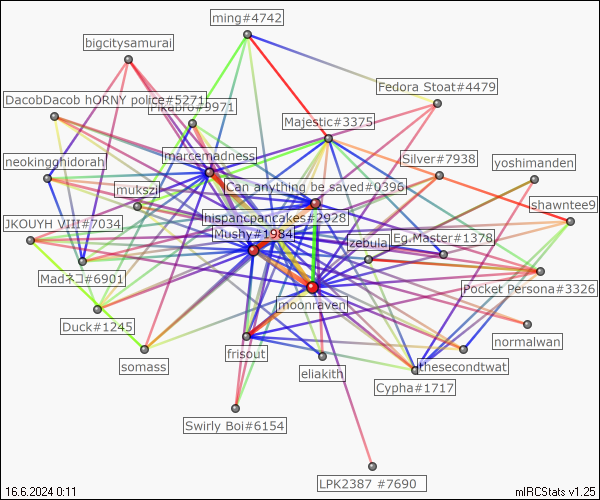 ming#4742
bigcitysamurai
Fedora Stoat#4479
DacobDacob hORNY police#5271
Majestic#3375
marcemadness
Silver#7938
neokingghidorah
yoshimanden
mukszi
Can anything be saved#0396
shawntee9
hispancpancakes#2928
JKOUYH VIII#7034
Mushy#1984
zebula
Eg.Master#1378
Madネコ#6901
Pocket Persona#3326
moonraven
Duck#1245
normalwan
frisout
somass
eliakith
thesecondtwat
Cypha#1717
Swirly Boi#6154
LPK2387 #7690
16.6.2024 0:11
mIRCStats v1.25